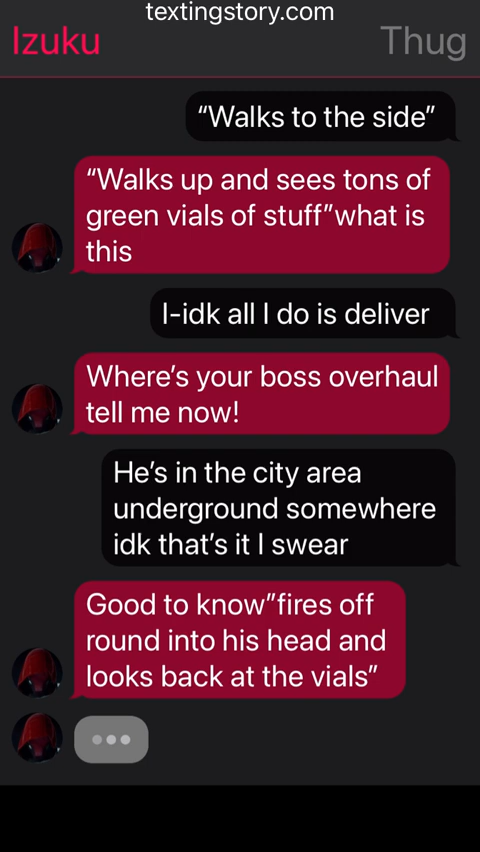 textingstory.com
Izuku
Thug
“Walks to the side”
“Walks up and sees tons of
green vials of stuff”what is
this
I-idk all I do is deliver
Where’s your boss overhaul
tell me now!
He’s in the city area
underground somewhere
idk that’s it I swear
Good to know”fires off
round into his head and
looks back at the vials”